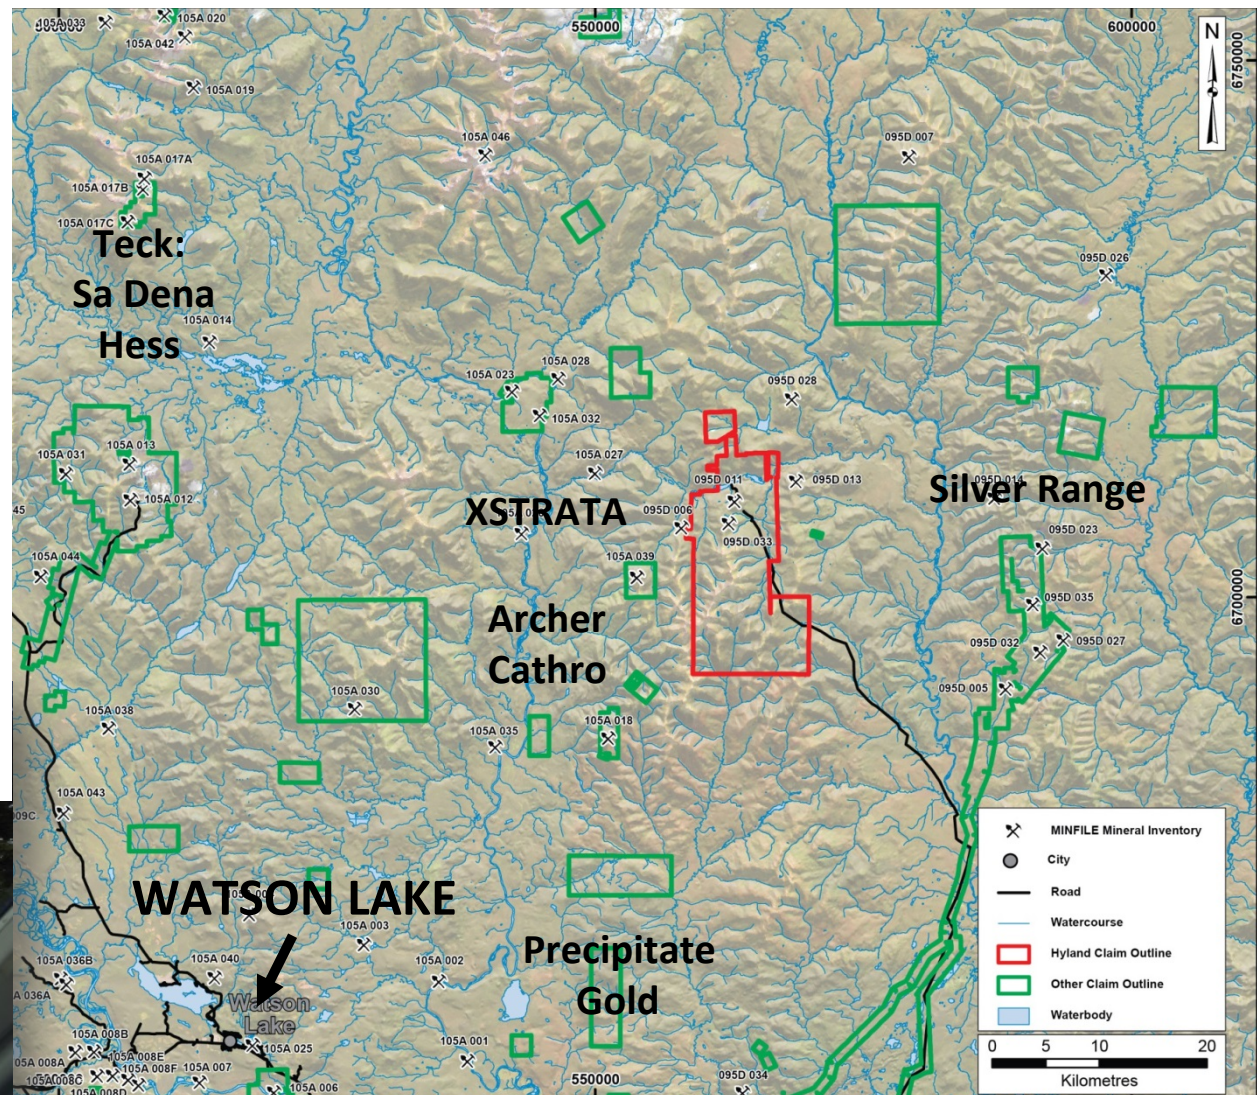 550000
600000
105A 033
105A 020
105A 042
N
6750000
105A 019
105A 046
095D 007
105A 017A
105A 017B
105A 017C
Teck:
Sa Dena
Hess
095D 026
105A 014
105A 023
105A 028
095D 028
105A 032
105A 031
105A 013
105A 027
095D 011
095D 013
Silver Range
105A 012
45
XSTRATA
095D 006
095D 033
095D 023
105A 044
105A 039
6700000
095D 035
Archer
Cathro
095D 032
095D 027
105A 030
095D 005
105A 038
105A 035
105A 018
105A 043
009C
MINFILE Mineral Inventory
City
Road
Watercourse
Hyland Claim Outline
Other Claim Outline
Waterbody
WATSON LAKE
105A 003
Precipitate
Gold
105A 036B
105A 040
105A 002
A 036A
Watson
Lake
105A 008B
105A 025
105A 008A
105A 008E
105A 001
105A 008F
105A 008C
105A 007
105A 008D
105A 006
550000
095D 034
0 5 10 20
Kilometres